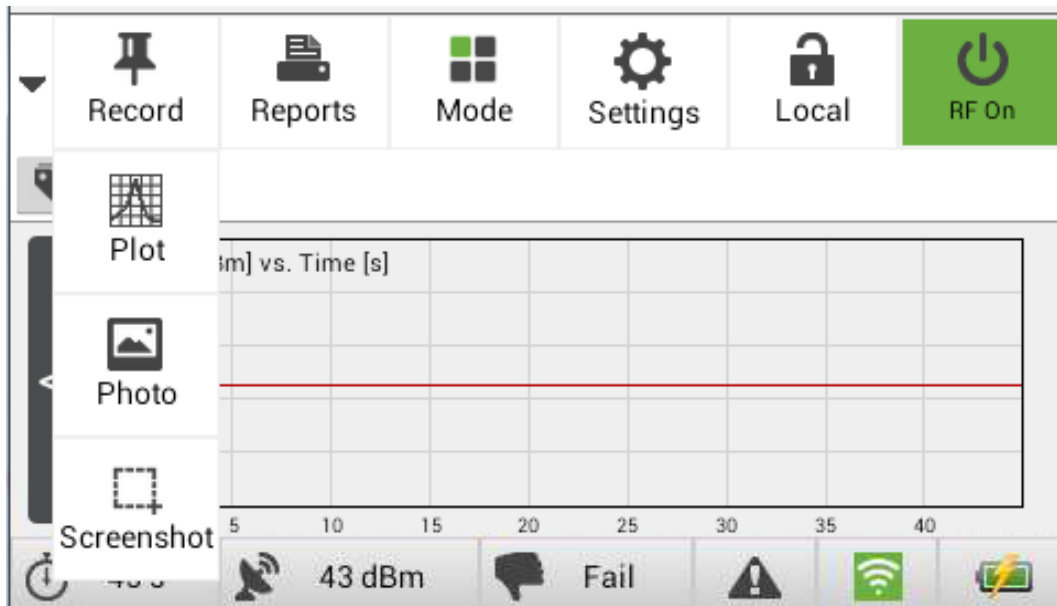 Record
Reports
Mode
Settings
Local
RF On
Plot
Photo
Screenshot
vs. Time [s]
5 10 15 20 25 30 35 40
43 dBm
Fail